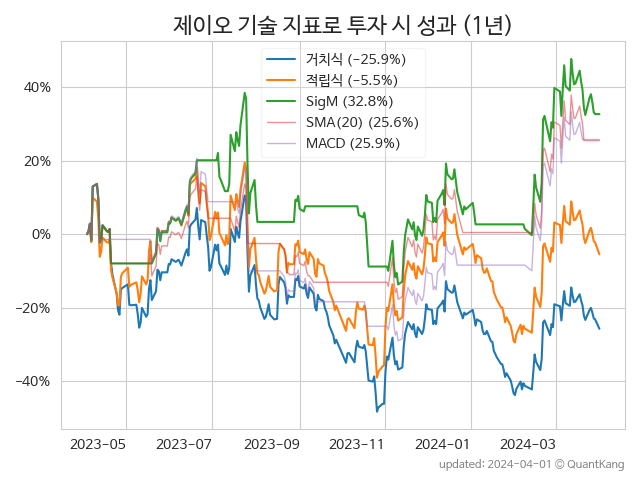 제이오 기술 지표로 투자 시 성과 (1년)
거치식 (−25.9%)
적립식 (−5.5%)
SigM (32.8%)
SMA(20) (25.6%)
MACD (25.9%)
40%
20%
0%
−20%
−40%
2023-05 2023-07 2023-09 2023-11 2024-01 2024-03
updated: 2024-04-01 © QuantKang